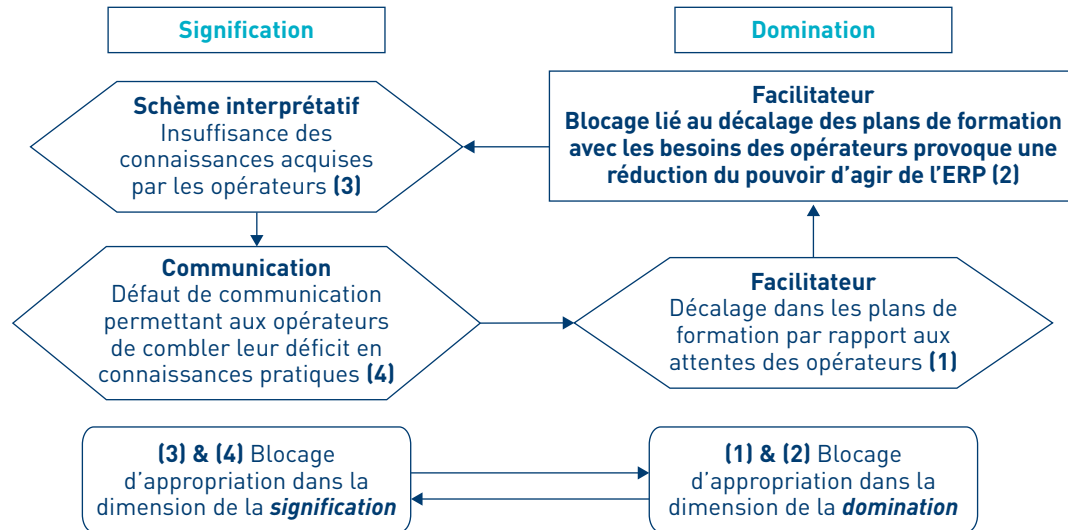 Signification
Domination
Schème interprétatif
Insuffisance des
connaissances acquises
par les opérateurs (3)
Facilitateur
Blocage lié au décalage des plans de formation
avec les besoins des opérateurs provoque une
réduction du pouvoir d’agir de l’ERP (2)
Communication
Défaut de communication
permettant aux opérateurs
de combler leur déficit en
connaissances pratiques (4)
Facilitateur
Décalage dans les plans de
formation par rapport aux
attentes des opérateurs (1)
(3) & (4) Blocage
d’appropriation dans la
dimension de la signification
(1) & (2) Blocage
d’appropriation dans la
dimension de la domination